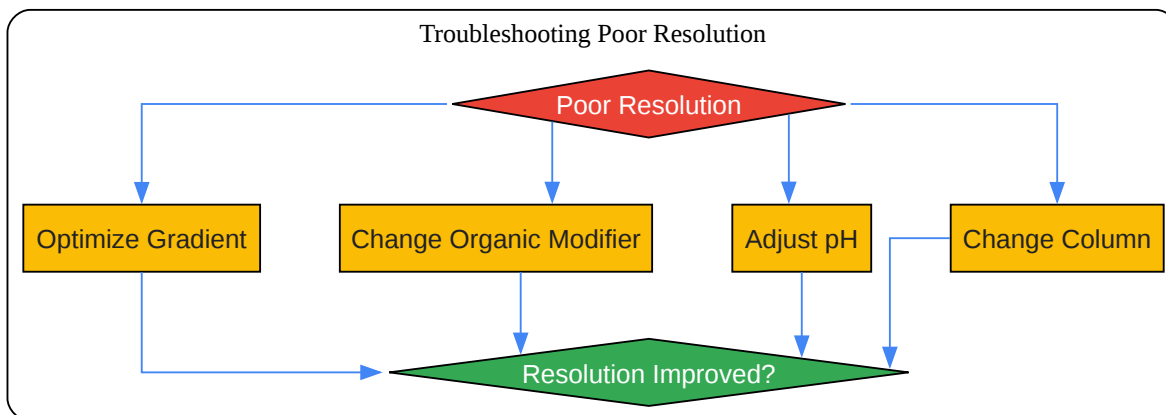 Troubleshooting Poor Resolution
Poor Resolution
Optimize Gradient
Change Organic Modifier
Adjust pH
Change Column
Resolution Improved?